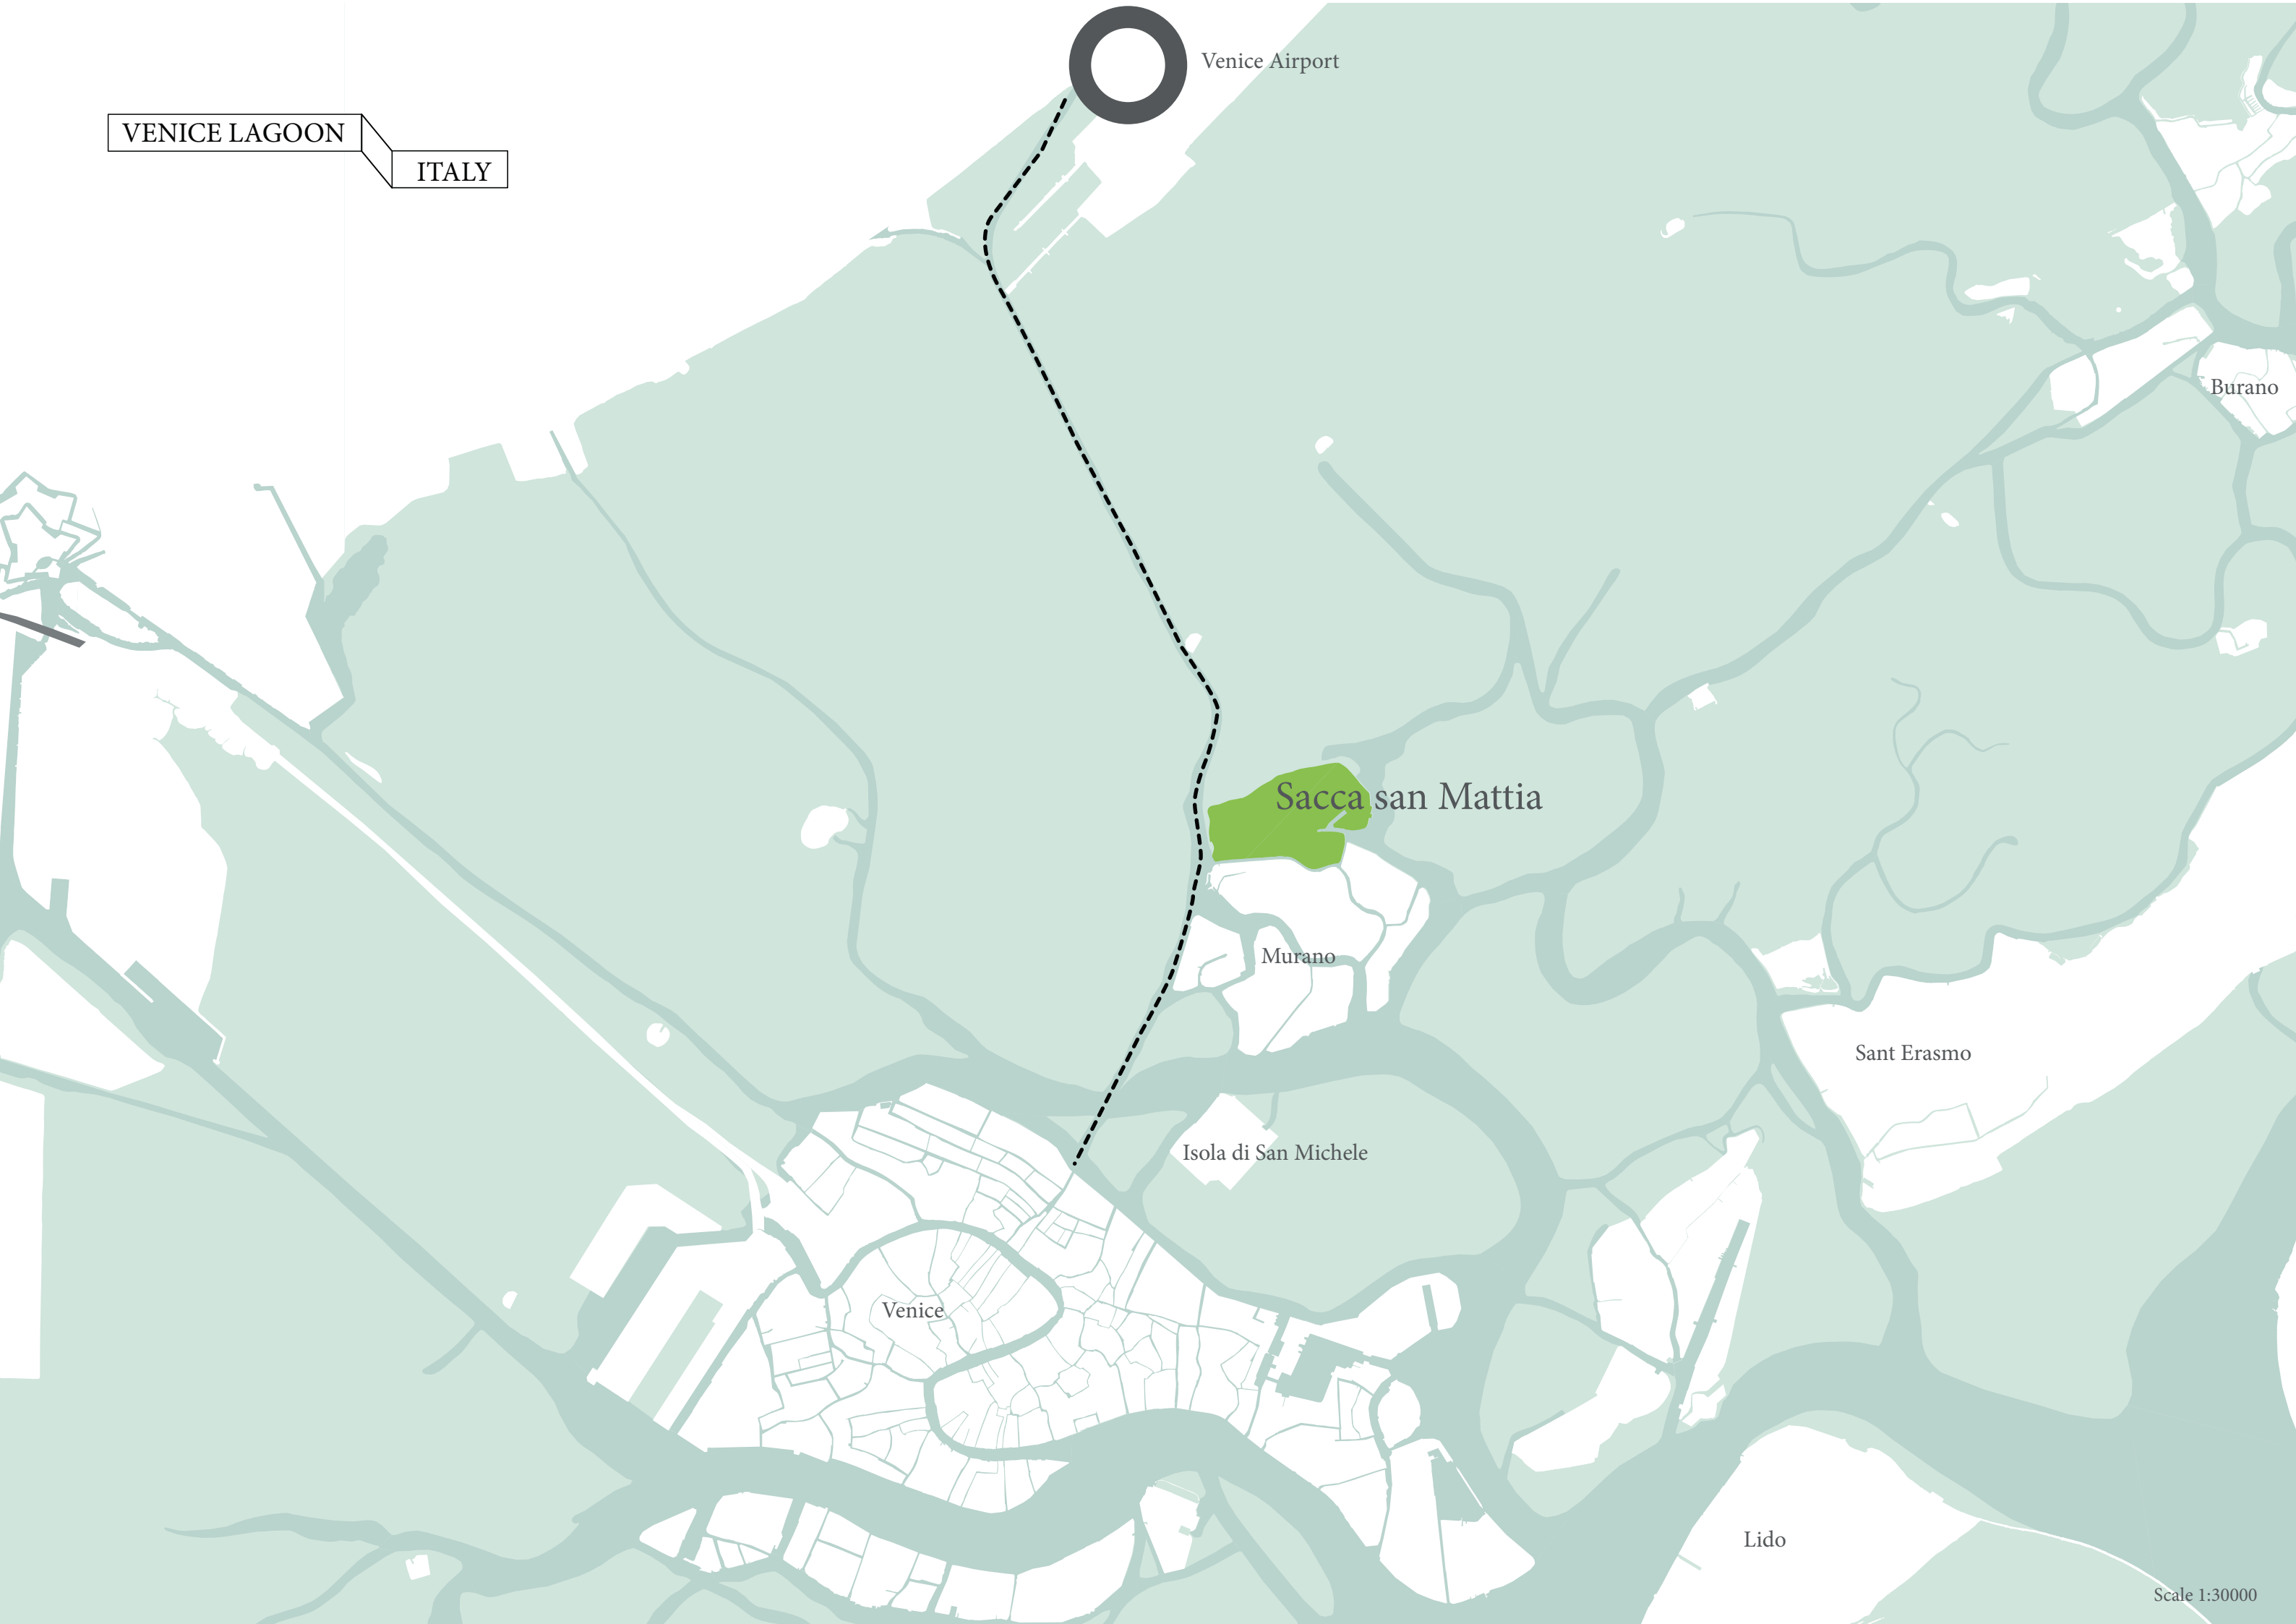 Venice Airport
VENICE LAGOON
ITALY
Burano
Sacca san Mattia
Murano
Sant Erasmo
Isola di San Michele
Venice
Lido
Scale 1:30000